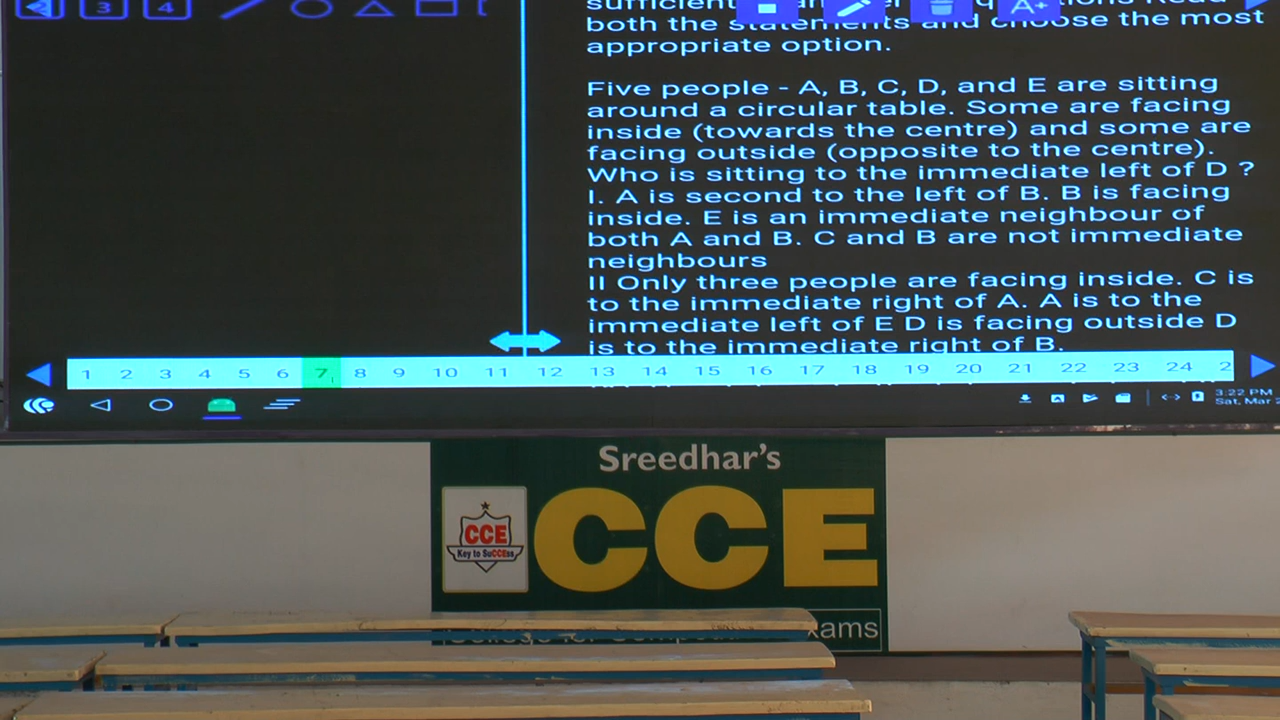 3 4
both the statements and choose the most
A+
appropriate option.
Five people - A, B, C, D, and E are sitting
around a circular table. Some are facing
inside (towards the centre) and some are
facing outside (opposite to the centre).
Who is sitting to the immediate left of D ?
I. A is second to the left of B. B is facing
inside. E is an immediate neighbour of
both A and B. C and B are not immediate
neighbours
II Only three people are facing inside. C is
to the immediate right of A. A is to the
immediate left of E D is facing outside D
is to the immediate right of B.
1 2 3 4 5 6 7 8 9 10 11 12 13 14 15 16 17 18 19 20 21 22 23 24 2
3:22 PM
Sat, Mar
Sreedhar's
CCE
Key to SuCCEss
CCE